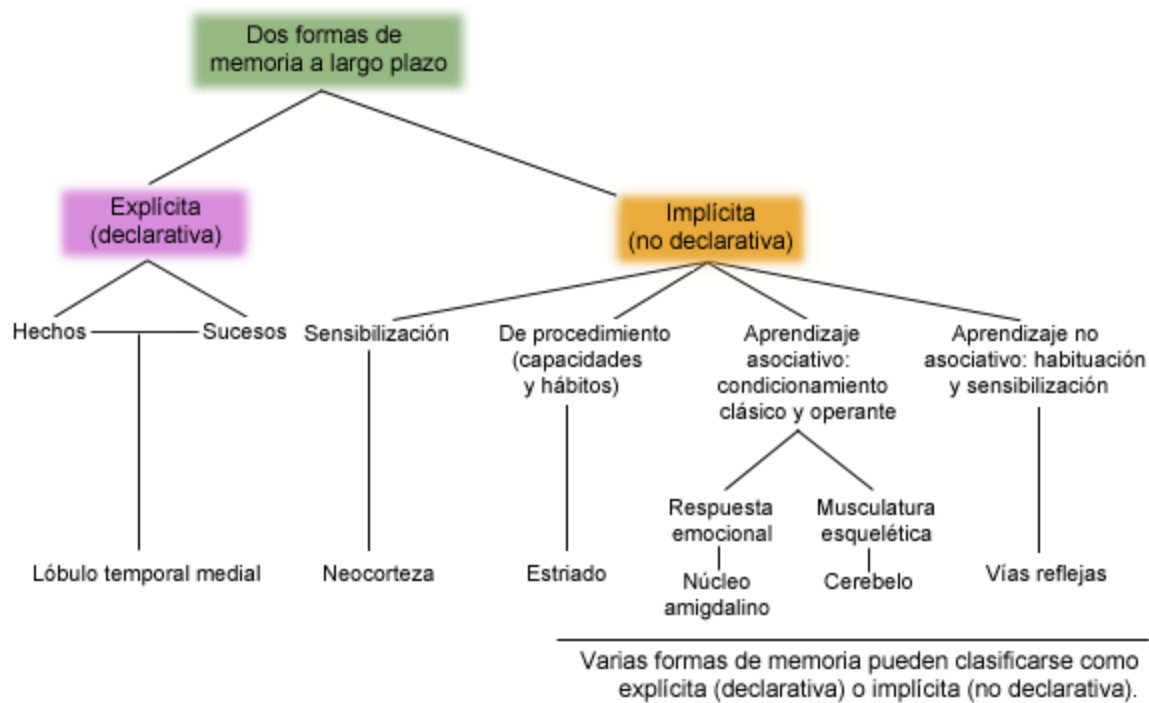 Dos formas de
memoria a largo plazo
Explícita
(declarativa)
Implícita
(no declarativa)
Hechos
Sucesos
Sensibilización
De procedimiento
(capacidades
y hábitos)
Aprendizaje
asociativo:
condicionamiento
clásico y operante
Aprendizaje no
asociativo: habituación
y sensibilización
Respuesta
emocional
Musculatura
esquelética
Lóbulo temporal medial
Neocorteza
Estriado
Núcleo
amigdalino
Cerebelo
Vías reflejas
Varias formas de memoria pueden clasificarse como
explícita (declarativa) o implícita (no declarativa).